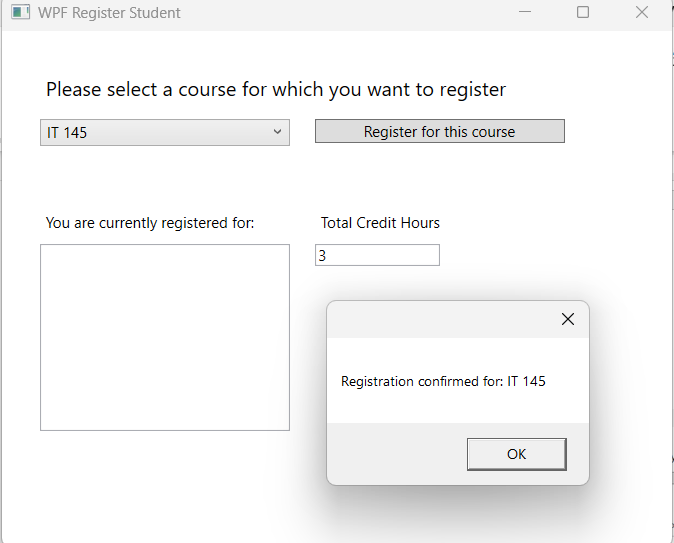 WPF Register Student
Please select a course for which you want to register
IT 145
Register for this course
You are currently registered for:
Total Credit Hours
3
Registration confirmed for: IT 145
OK